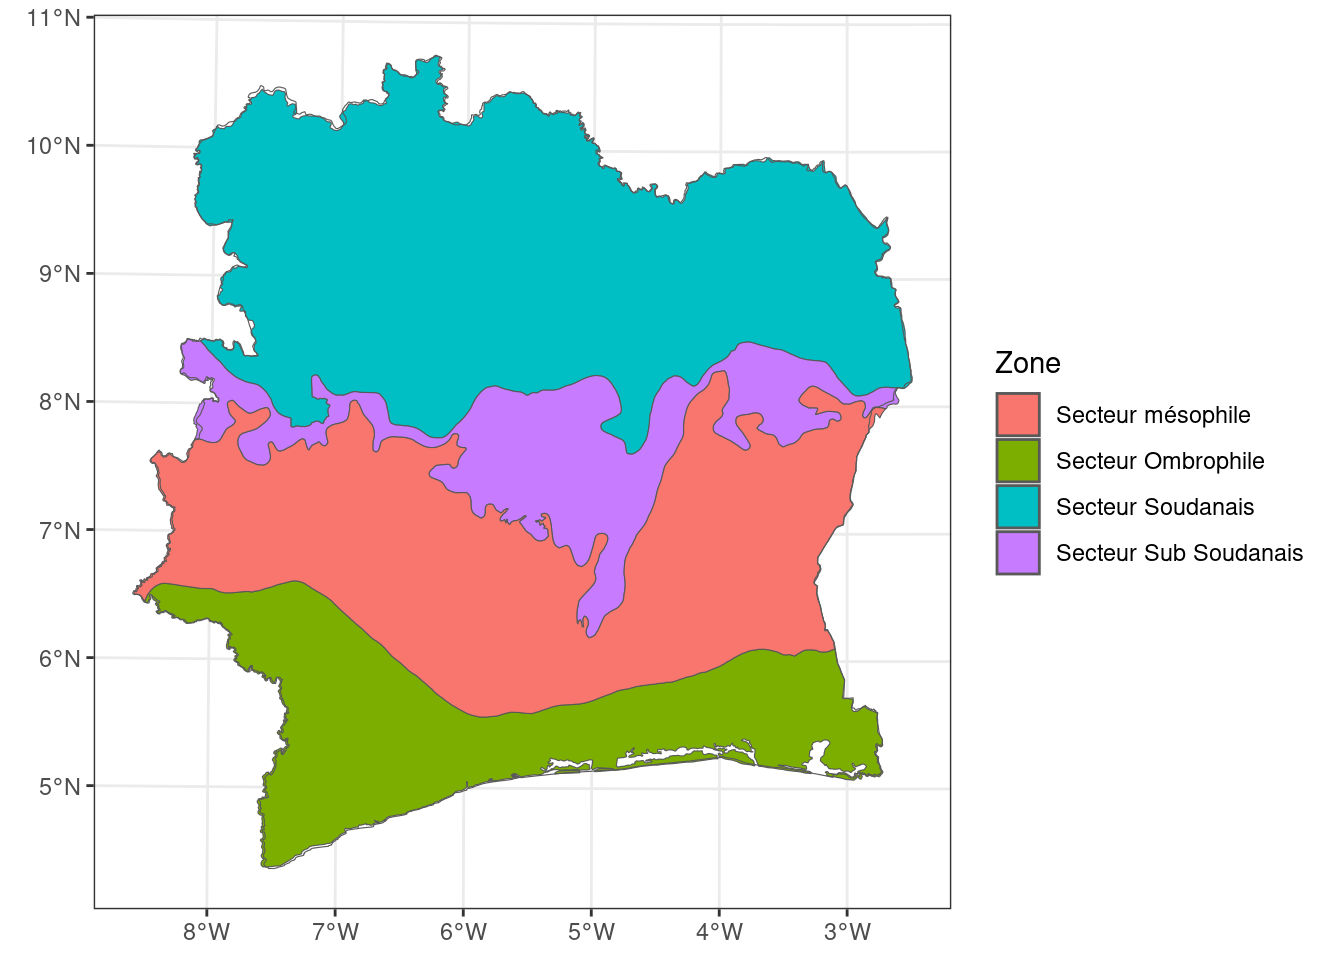 11°N
10°N
9°N
8°N
7°N
6°N
5°N
8°W
7°W
6°W
5°W
4°W
3°W
Zone
Secteur mésophile
Secteur Ombrophile
Secteur Soudanais
Secteur Sub Soudanais